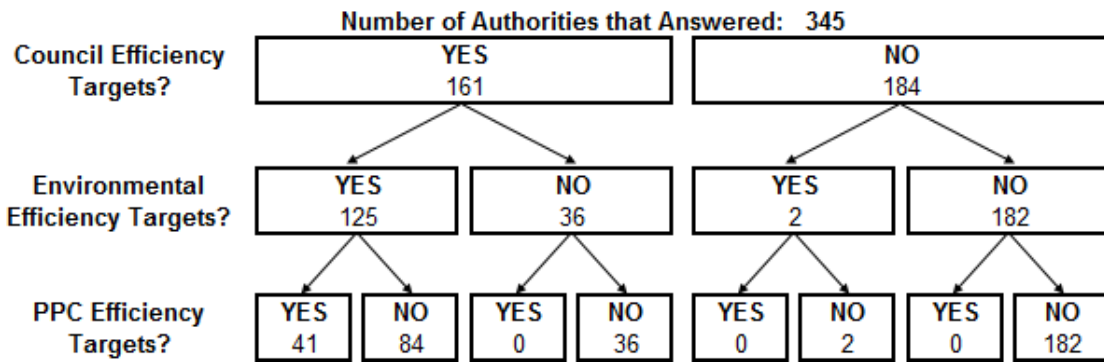 Number of Authorities that Answered: 345
Council Efficiency
Targets?
YES
161
NO
184
Environmental
Efficiency Targets?
YES
125
NO
36
YES
2
NO
182
PPC Efficiency
Targets?
YES
41
NO
84
YES
0
NO
36
YES
0
NO
2
YES
0
NO
182